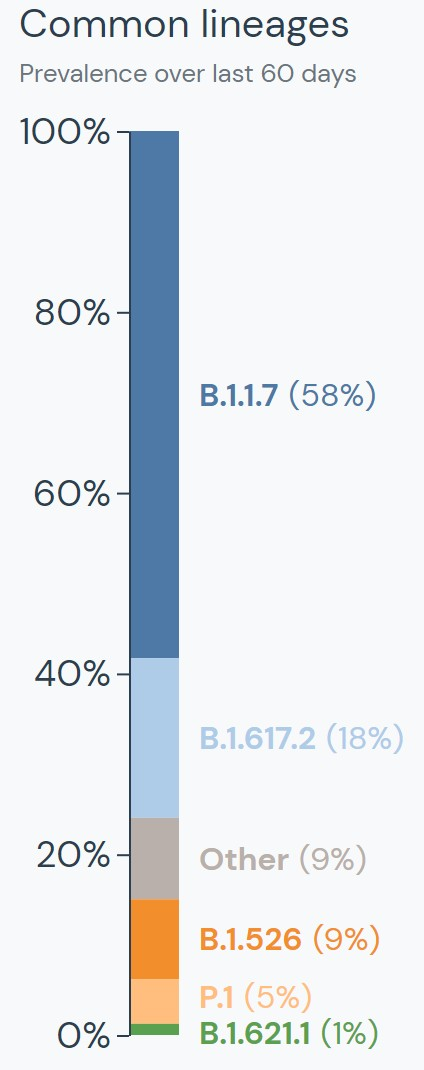 Common lineages
Prevalence over last 60 days
100%
80%
B.1.1.7 (58%)
60%
40%
B.1.617.2 (18%)
20%
Other (9%)
B.1.526 (9%)
P.1 (5%)
0%
B.1.621.1 (1%)